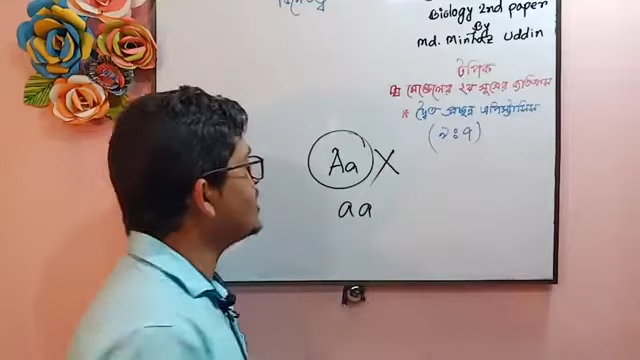 Biology 2nd paper
By
Md. Minhaz Uddin
টপিক
মেন্ডেলের ২য় সূত্রের ব্যতিক্রম
* দ্বৈত প্রচ্ছন্ন এপিস্ট্যাসিস
(৯ঃ৭)
Aa X
aa